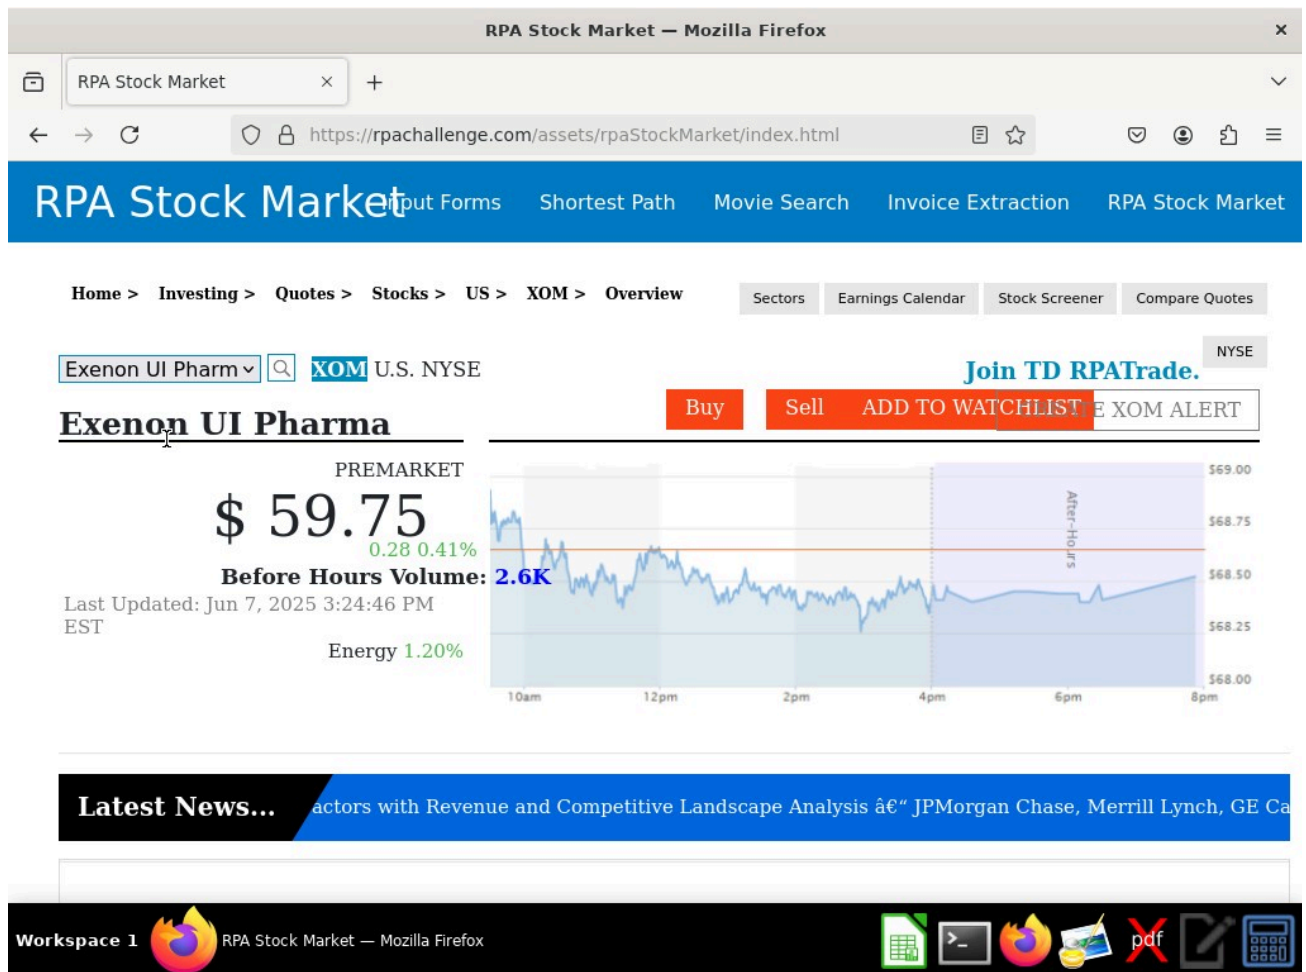 RPA Stock Market — Mozilla Firefox
RPA Stock Market
https://rpachallenge.com/assets/rpaStockMarket/index.html
RPA Stock Market
Input Forms
Shortest Path
Movie Search
Invoice Extraction
RPA Stock Market
Home > Investing > Quotes > Stocks > US > XOM > Overview
Sectors
Earnings Calendar
Stock Screener
Compare Quotes
NYSE
Exenon UI Pharm
XOM U.S. NYSE
Join TD RPATrade.
Buy
Sell
ADD TO WATCHLIST
XOM ALERT
Exenon UI Pharma
PREMARKET
$ 59.75
0.28 0.41%
Before Hours Volume: 2.6K
Last Updated: Jun 7, 2025 3:24:46 PM
EST
Energy 1.20%
After-Hours
$69.00
$68.75
$68.50
$68.25
$68.00
10am
12pm
2pm
4pm
6pm
8pm
Latest News...
actors with Revenue and Competitive Landscape Analysis â€“ JPMorgan Chase, Merrill Lynch, GE Ca
Workspace 1
RPA Stock Market — Mozilla Firefox
pdf